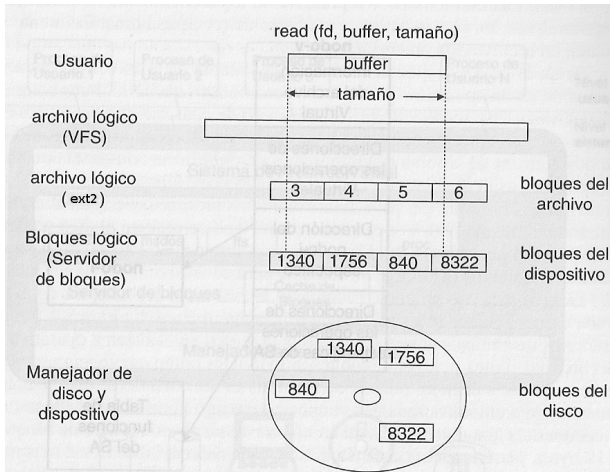 read (fd, buffer, tamaño)
Usuario
buffer
tamaño
archivo lógico
(VFS)
archivo lógico
( ext2 )
3 4 5 6
bloques del
archivo
Bloques lógico
(Servidor
de bloques)
1340 1756 840 8322
bloques del
dispositivo
Manejador de
disco y
dispositivo
1340
1756
840
8322
bloques del
disco